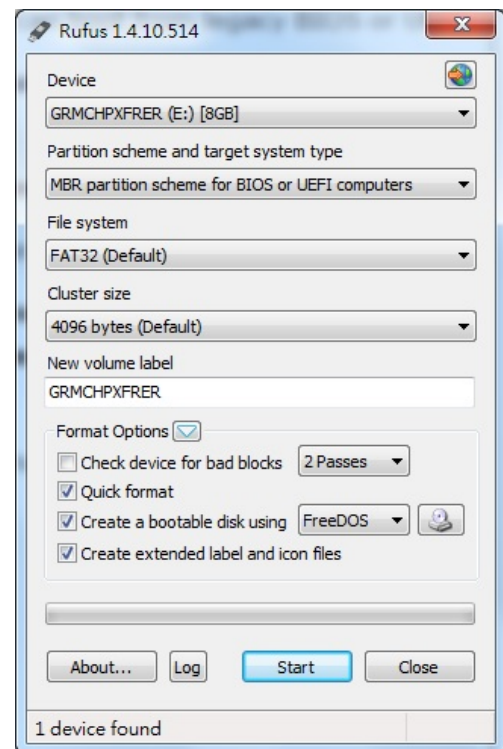 Rufus 1.4.10.514
Device
GRMCHPXFRER (E:) [8GB]
Partition scheme and target system type
MBR partition scheme for BIOS or UEFI computers
File system
FAT32 (Default)
Cluster size
4096 bytes (Default)
New volume label
GRMCHPXFRER
Format Options
Check device for bad blocks 2 Passes
Quick format
Create a bootable disk using FreeDOS
Create extended label and icon files
About... Log Start Close
1 device found